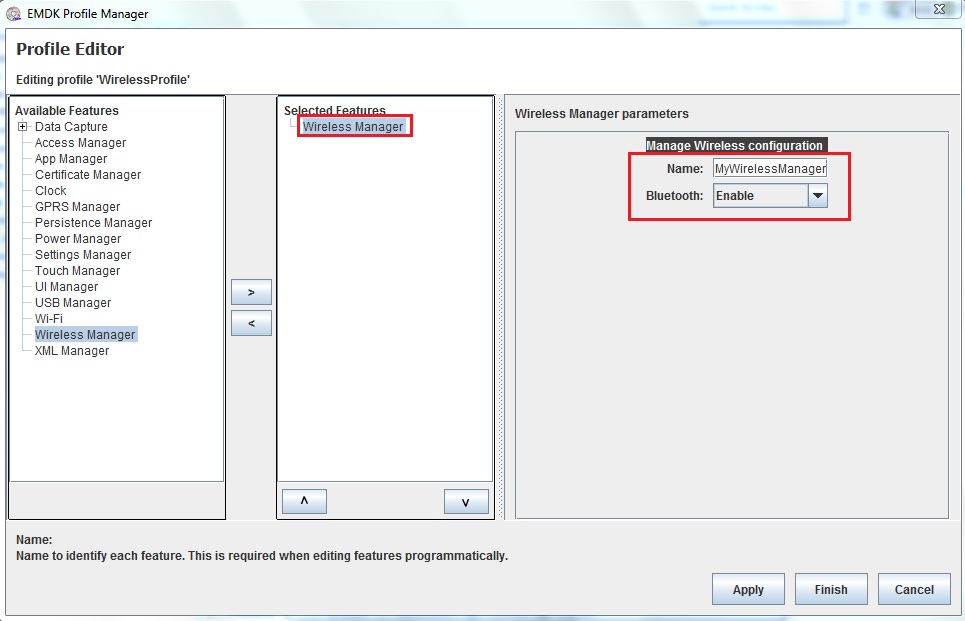 EMDK Profile Manager
Profile Editor
Editing profile 'WirelessProfile'
Available Features
Data Capture
Access Manager
App Manager
Certificate Manager
Clock
GPRS Manager
Persistence Manager
Power Manager
Settings Manager
Touch Manager
UI Manager
USB Manager
Wi-Fi
Wireless Manager
XML Manager
>
<
Selected Features
Wireless Manager
^
v
Wireless Manager parameters
Manage Wireless configuration
Name: MyWirelessManager
Bluetooth: Enable
Name:
Name to identify each feature. This is required when editing features programmatically.
Apply Finish Cancel